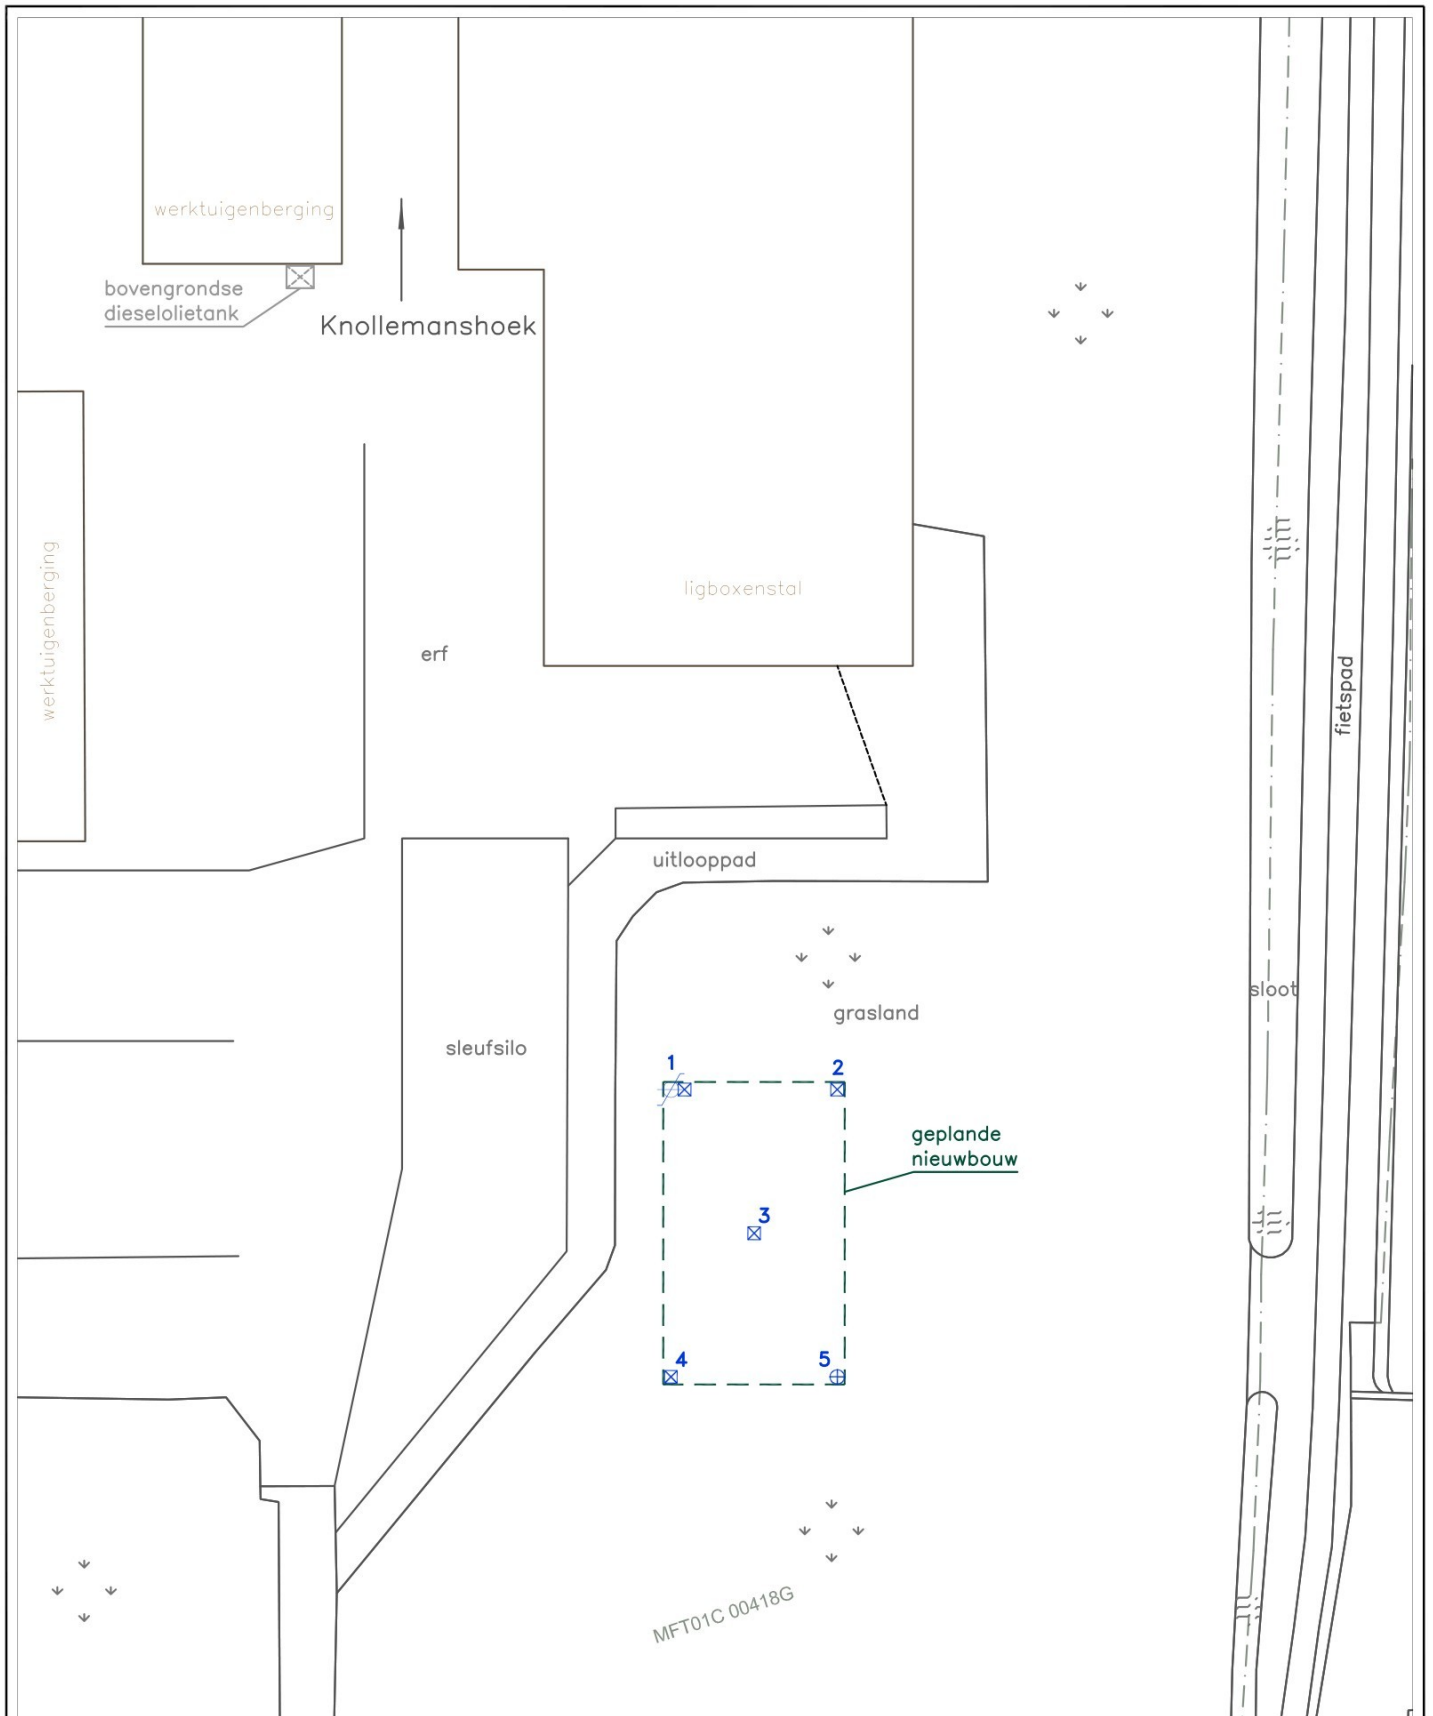 werktuigenberging
bovengrondse
dieselolietank
Knollemanshoek
werktuigenberging
ligboxenstal
erf
fietspad
uitlooppad
sloot
grasland
sleufsilo
1
2
geplande
nieuwbouw
3
4
5
MFT01C 00418G